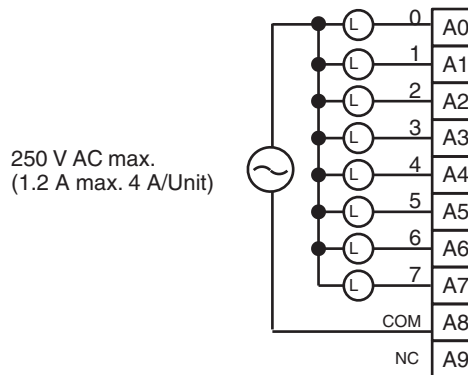 L 0 A0
L 1 A1
L 2 A2
L 3 A3
250 V AC max.
(1.2 A max. 4 A/Unit)
L 4 A4
L 5 A5
L 6 A6
L 7 A7
COM A8
NC A9